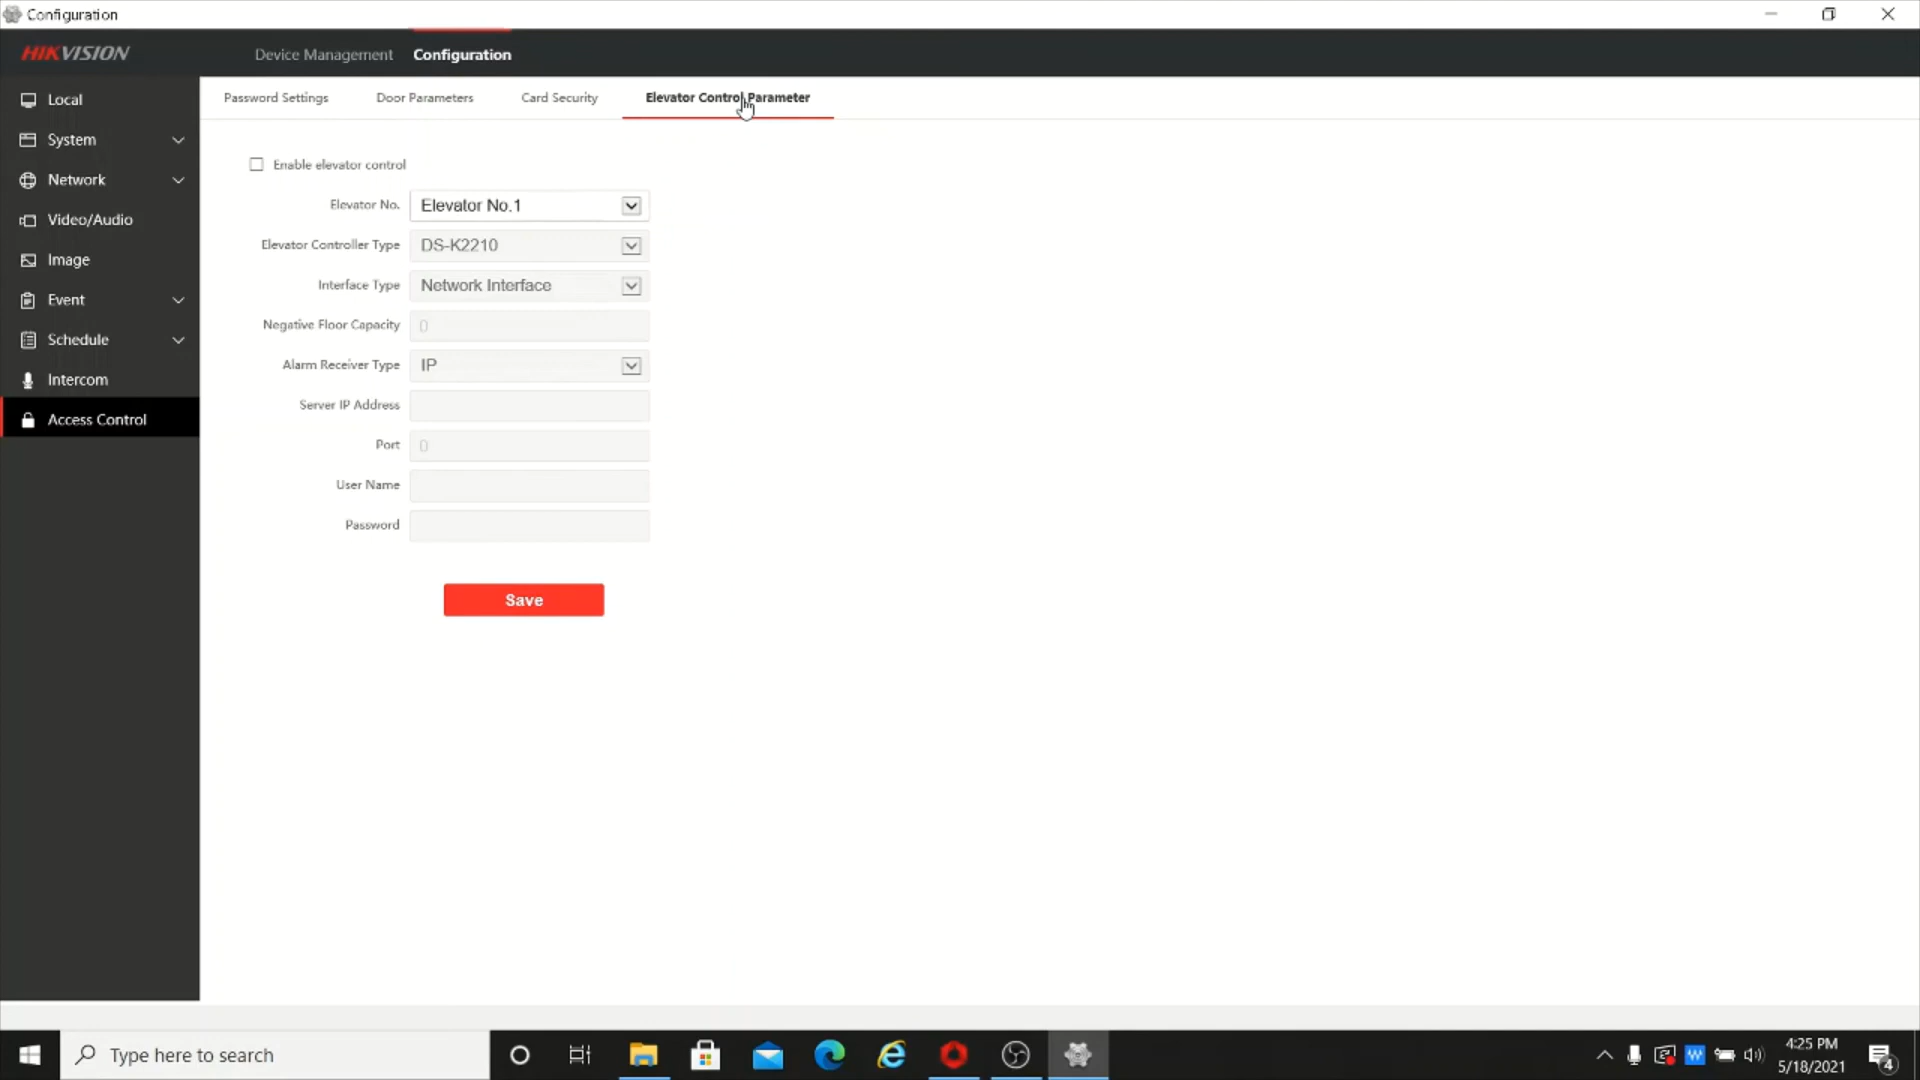 Configuration
HIKVISION
Device Management
Configuration
Local
System
Network
Video/Audio
Image
Event
Schedule
Intercom
Access Control
Password Settings
Door Parameters
Card Security
Elevator Control Parameter
Enable elevator control
Elevator No. Elevator No.1
Elevator Controller Type DS-K2210
Interface Type Network Interface
Negative Floor Capacity 0
Alarm Receiver Type IP
Server IP Address
Port 0
User Name
Password
Save
Type here to search
W
4:25 PM
5/18/2021
4